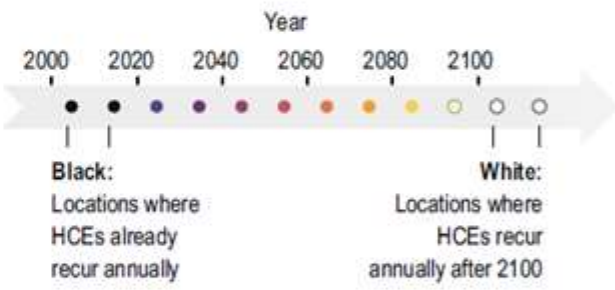 Year
2000 2020 2040 2060 2080 2100
Black:
Locations where
HCEs already
recur annually
White:
Locations where
HCEs recur
annually after 2100